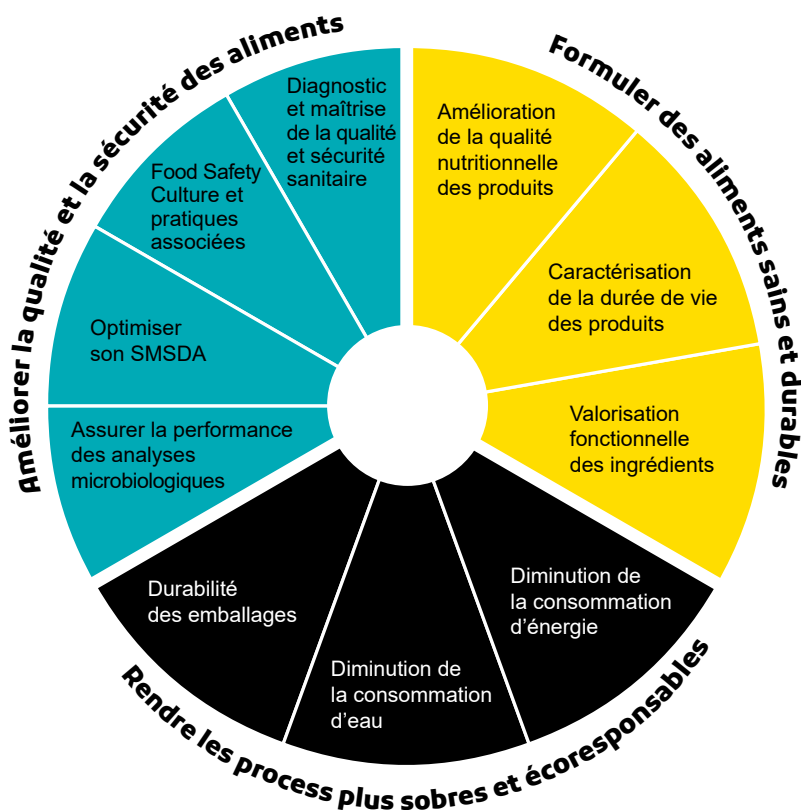 Améliorer la qualité et la sécurité des aliments
Diagnostic
et maîtrise
de la qualité
et sécurité
sanitaire
Food Safety
Culture et
pratiques
associées
Optimiser
son SMSDA
Assurer la performance
des analyses
microbiologiques
Formuler des aliments sains et durables
Amélioration
de la qualité
nutritionnelle
des produits
Caractérisation
de la durée de vie
des produits
Valorisation
fonctionnelle
des ingrédients
Rendre les process plus sobres et écoresponsables
Durabilité
des emballages
Diminution de
la consommation
d’eau
Diminution de
la consommation
d’énergie